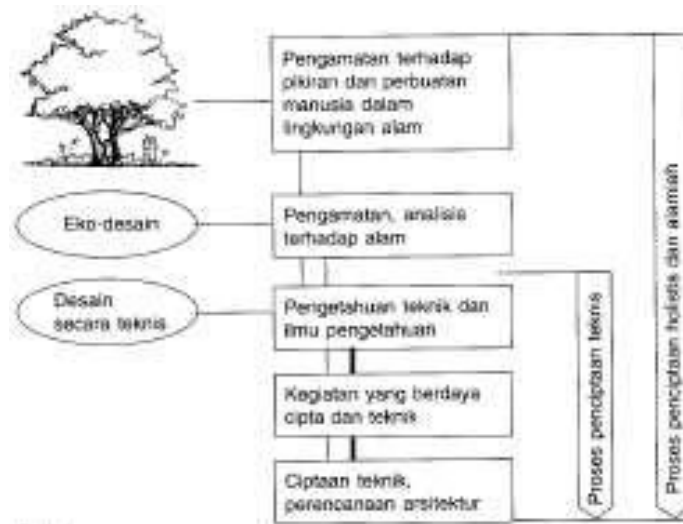 Pengamatan terhadap
pikiran dan perbuatan
manusia dalam
lingkungan alam
Eko-desain
Pengamatan, analisis
terhadap alam
Desain
secara teknis
Pengetahuan teknik dan
ilmu pengetahuan
Kegiatan yang berdaya
cipta dan teknik
Ciptaan teknik,
perencanaan arsitektur
Proses penciptaan teknis
Proses penciptaan holistis dan alamiah